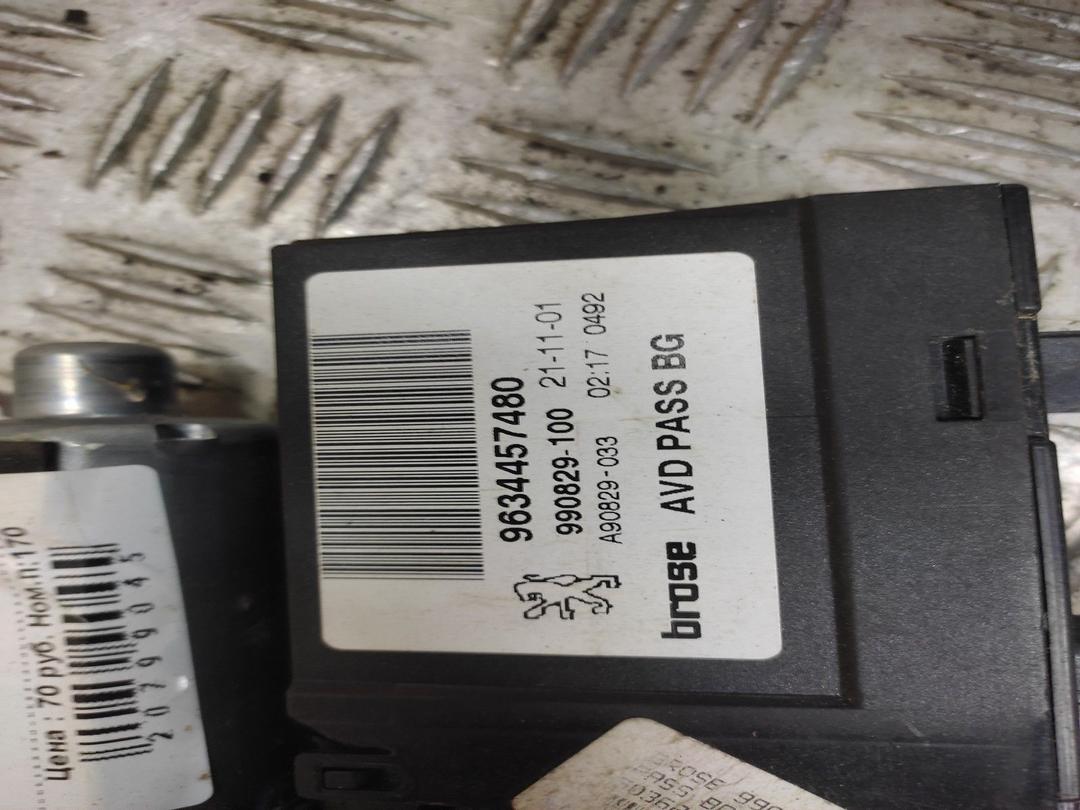 9634457480
990829-100 21-11-01
A90829-033 02:17 0492
brose AVD PASS BG
Цена : 70 руб. Ном.п:170
20799045